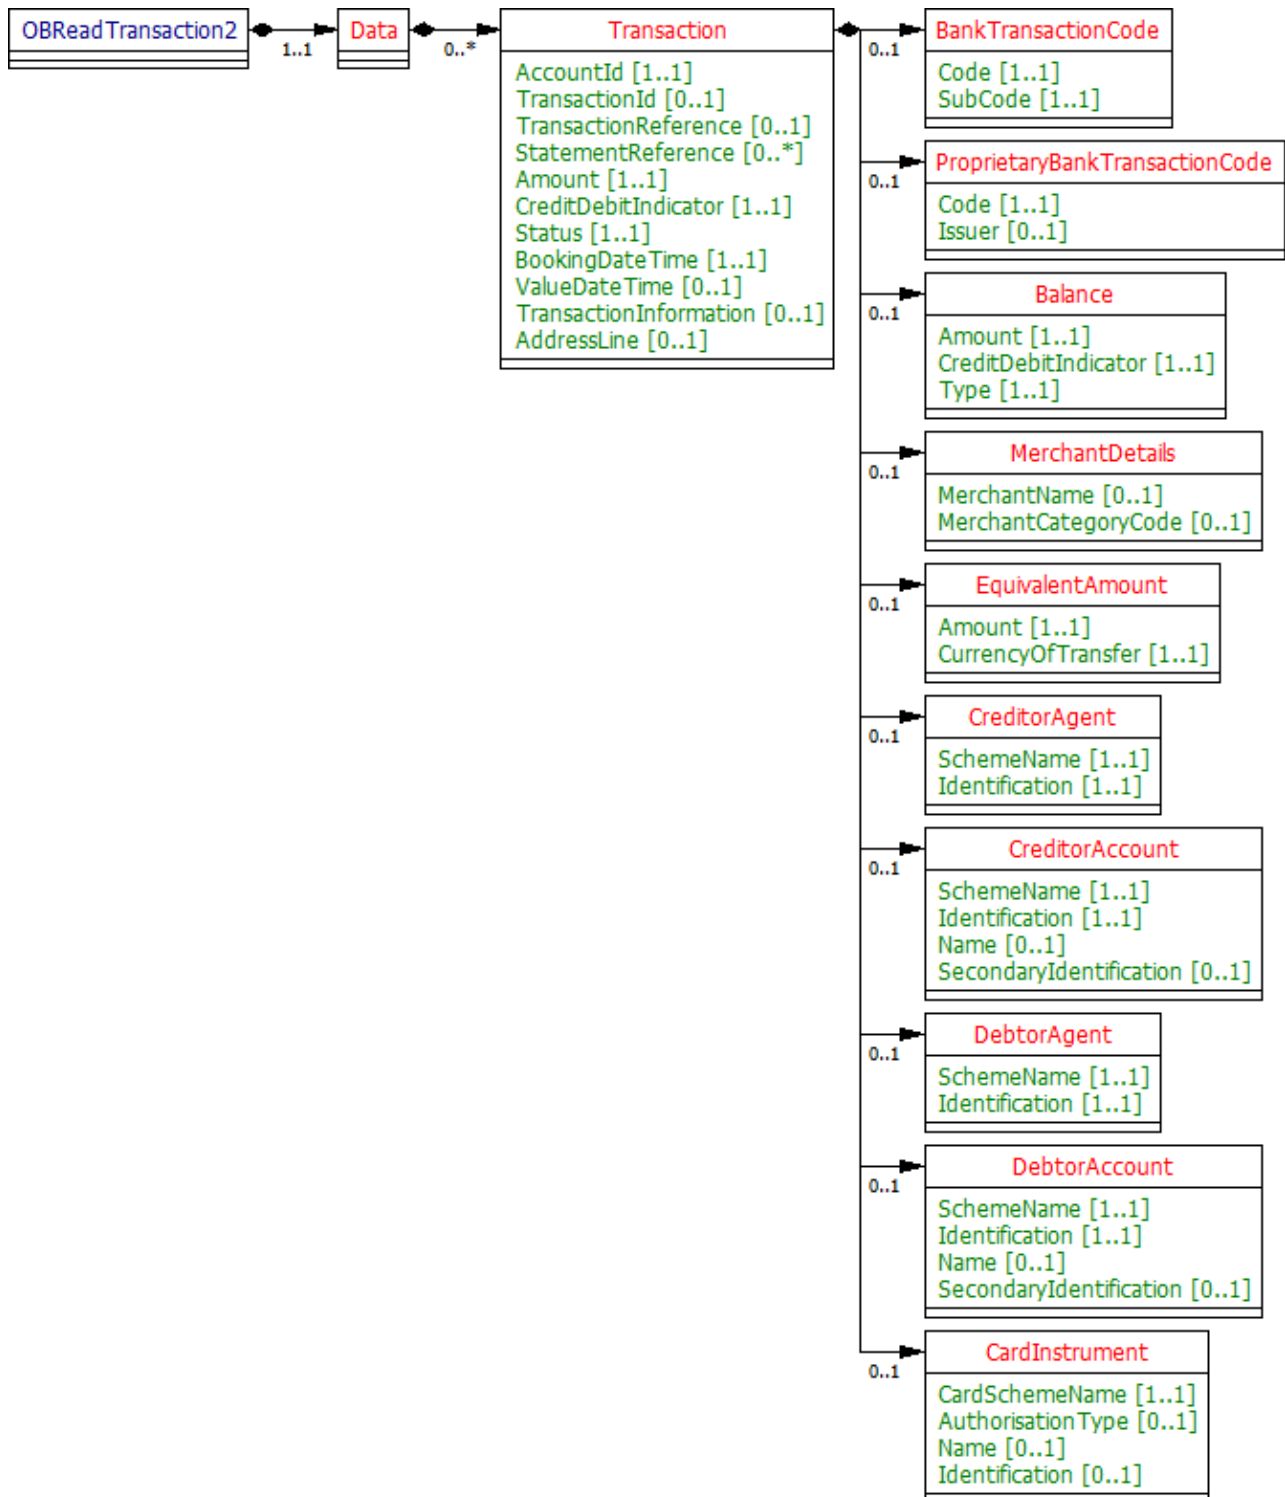 OBReadTransaction2
1..1
Data
0..*
Transaction
AccountId [1..1]
TransactionId [0..1]
TransactionReference [0..1]
StatementReference [0..*]
Amount [1..1]
CreditDebitIndicator [1..1]
Status [1..1]
BookingDateTime [1..1]
ValueDateTime [0..1]
TransactionInformation [0..1]
AddressLine [0..1]
0..1
BankTransactionCode
Code [1..1]
SubCode [1..1]
0..1
ProprietaryBankTransactionCode
Code [1..1]
Issuer [0..1]
0..1
Balance
Amount [1..1]
CreditDebitIndicator [1..1]
Type [1..1]
0..1
MerchantDetails
MerchantName [0..1]
MerchantCategoryCode [0..1]
0..1
EquivalentAmount
Amount [1..1]
CurrencyOfTransfer [1..1]
0..1
CreditorAgent
SchemeName [1..1]
Identification [1..1]
0..1
CreditorAccount
SchemeName [1..1]
Identification [1..1]
Name [0..1]
SecondaryIdentification [0..1]
0..1
DebtorAgent
SchemeName [1..1]
Identification [1..1]
0..1
DebtorAccount
SchemeName [1..1]
Identification [1..1]
Name [0..1]
SecondaryIdentification [0..1]
0..1
CardInstrument
CardSchemeName [1..1]
AuthorisationType [0..1]
Name [0..1]
Identification [0..1]